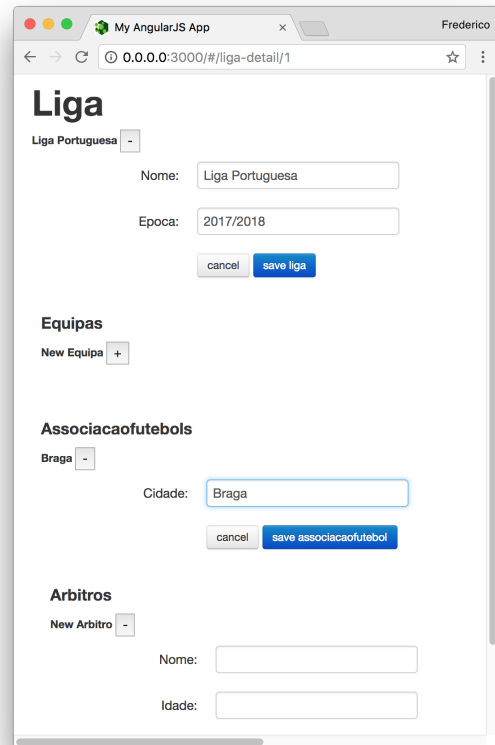 My AngularJS App
Frederico
0.0.0.0:3000/#/liga-detail/1
Liga
Liga Portuguesa -
Nome: Liga Portuguesa
Epoca: 2017/2018
cancel save liga
Equipas
New Equipa +
Associacaofutebols
Braga -
Cidade: Braga
cancel save associacaofutebol
Arbitros
New Arbitro -
Nome:
Idade: